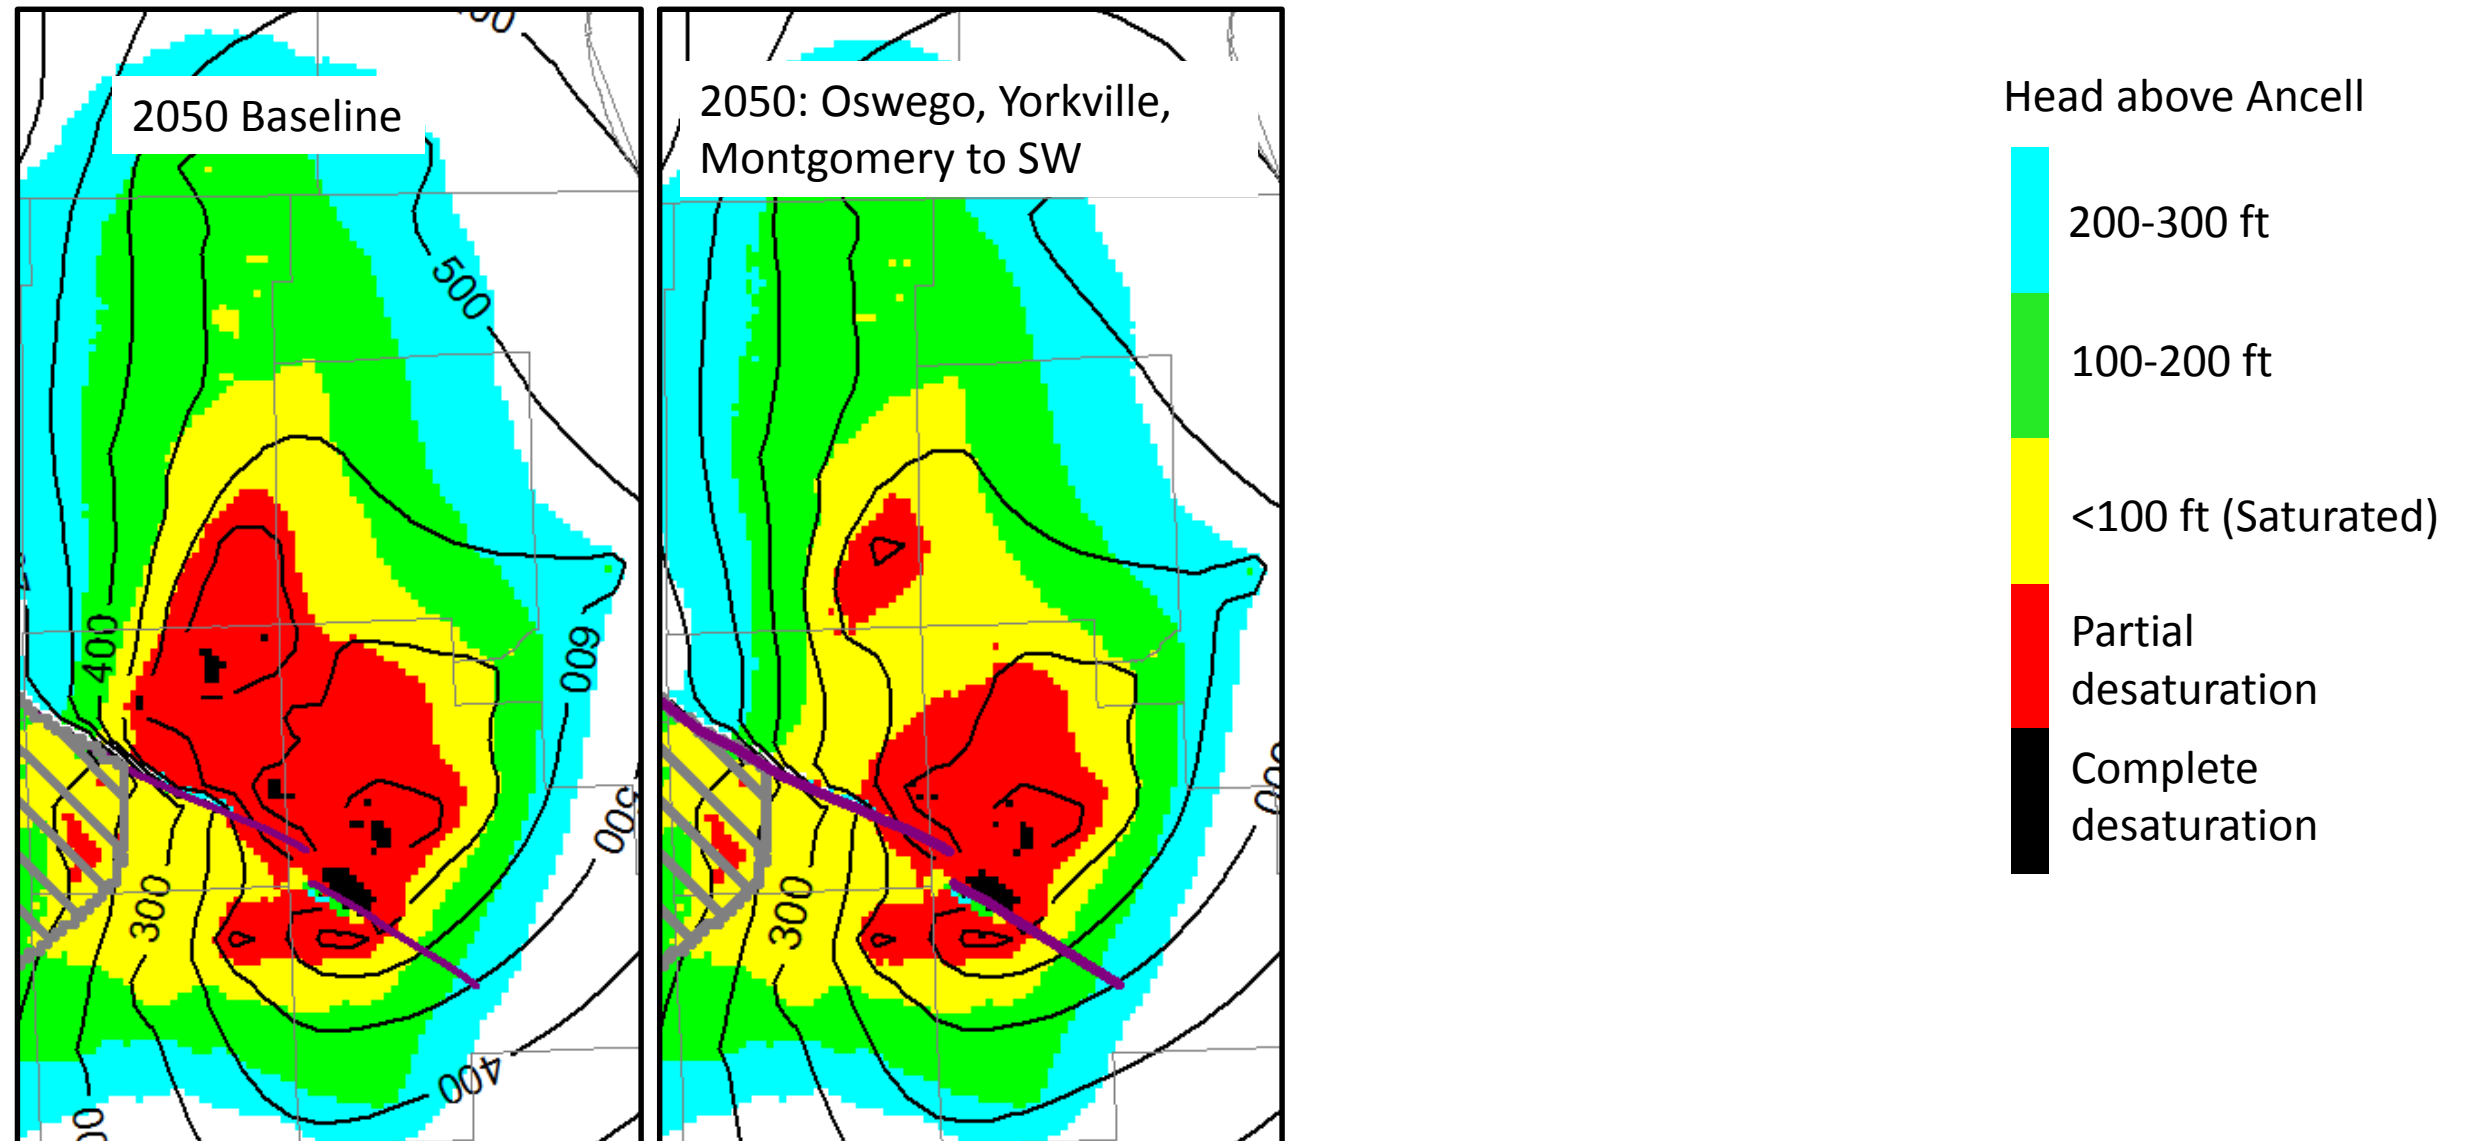 2050 Baseline
500
400
600
500
300
400
2050: Oswego, Yorkville,
Montgomery to SW
300
Head above Ancell
200-300 ft
100-200 ft
<100 ft (Saturated)
Partial
desaturation
Complete
desaturation